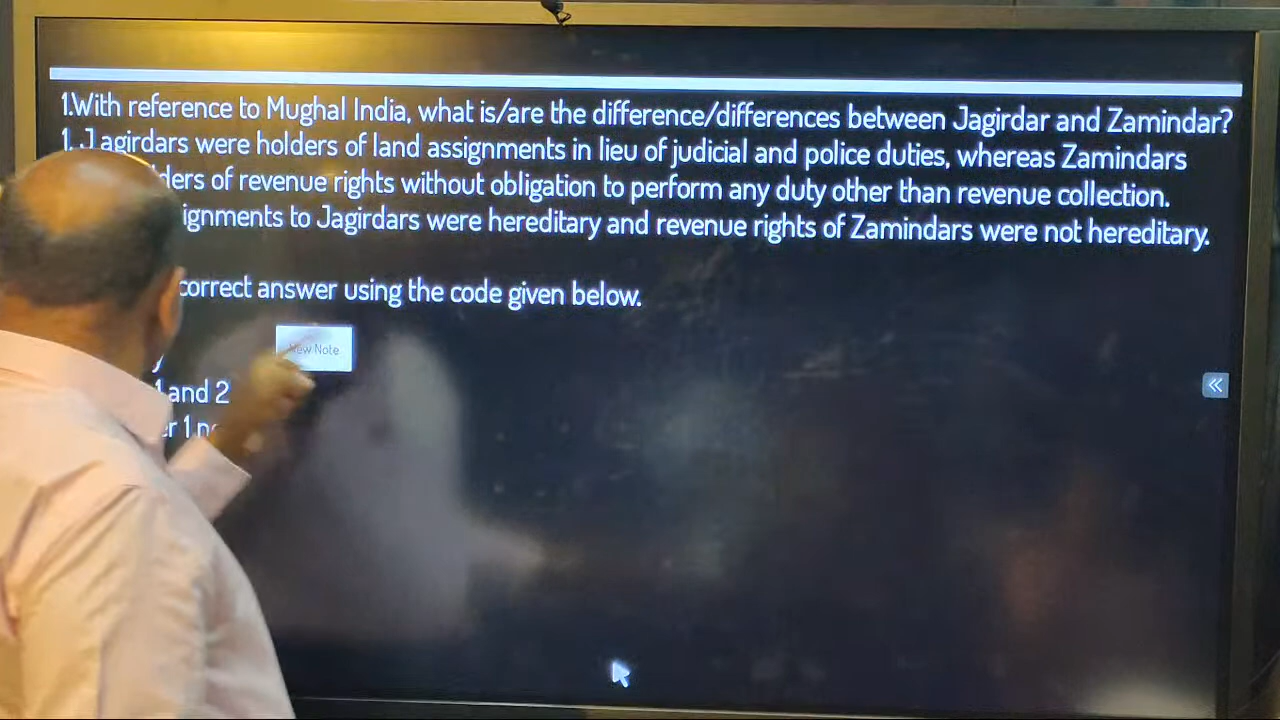 1.With reference to Mughal India, what is/are the difference/differences between Jagirdar and Zamindar?
1. J agirdars were holders of land assignments in lieu of judicial and police duties, whereas Zamindars
of revenue rights without obligation to perform any duty other than revenue collection.
to Jagirdars were hereditary and revenue rights of Zamindars were not hereditary.
correct answer using the code given below.
New Note
1 and 2
1